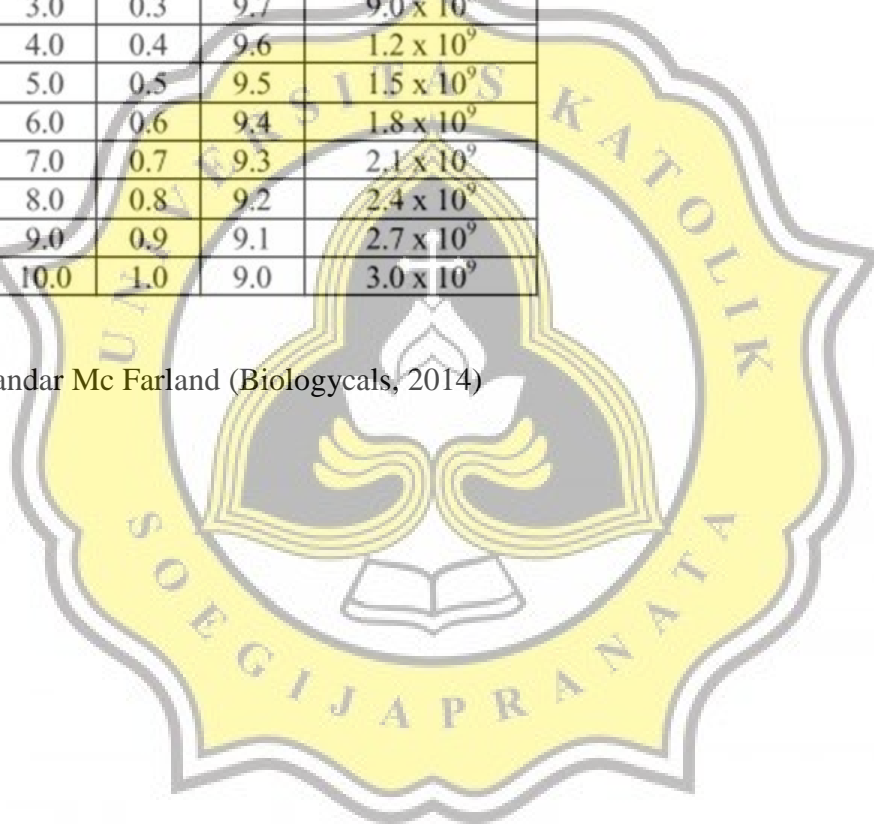 3.0 0.3 9.7 9.0 x 10
4.0 0.4 9.6 1.2 x 10⁹
5.0 0.5 9.5 1.5 x 10⁹
6.0 0.6 9.4 1.8 x 10⁹
7.0 0.7 9.3 2.1 x 10⁹
8.0 0.8 9.2 2.4 x 10⁹
9.0 0.9 9.1 2.7 x 10⁹
10.0 1.0 9.0 3.0 x 10⁹
andar Mc Farland (Biologycals, 2014)
UNIVERSITAS KATOLIK
SOEGIJAPRANATA